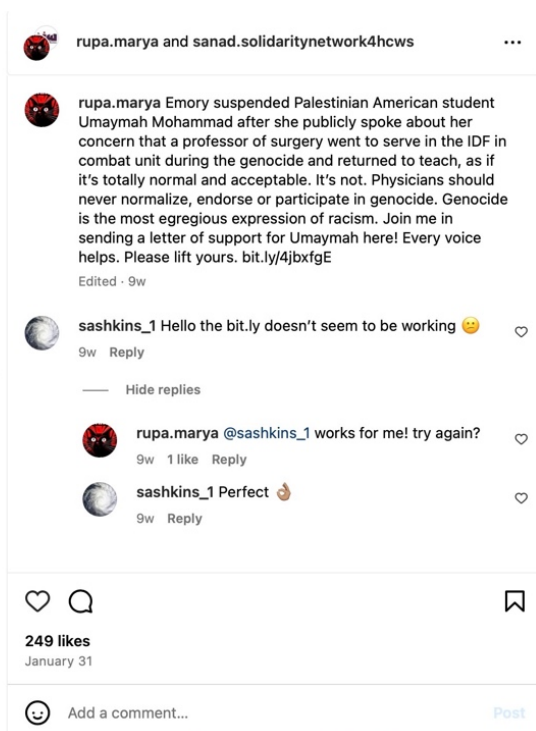 rupa.marya and sanad.solidaritynetwork4hcws
rupa.marya Emory suspended Palestinian American student
Umaymah Mohammad after she publicly spoke about her
concern that a professor of surgery went to serve in the IDF in
combat unit during the genocide and returned to teach, as if
it's totally normal and acceptable. It's not. Physicians should
never normalize, endorse or participate in genocide. Genocide
is the most egregious expression of racism. Join me in
sending a letter of support for Umaymah here! Every voice
helps. Please lift yours. bit.ly/4jbxfgE
Edited · 9w
sashkins_1 Hello the bit.ly doesn't seem to be working 😕
9w Reply
Hide replies
rupa.marya @sashkins_1 works for me! try again?
9w 1 like Reply
sashkins_1 Perfect 👌🏽
9w Reply
249 likes
January 31
Add a comment... Post